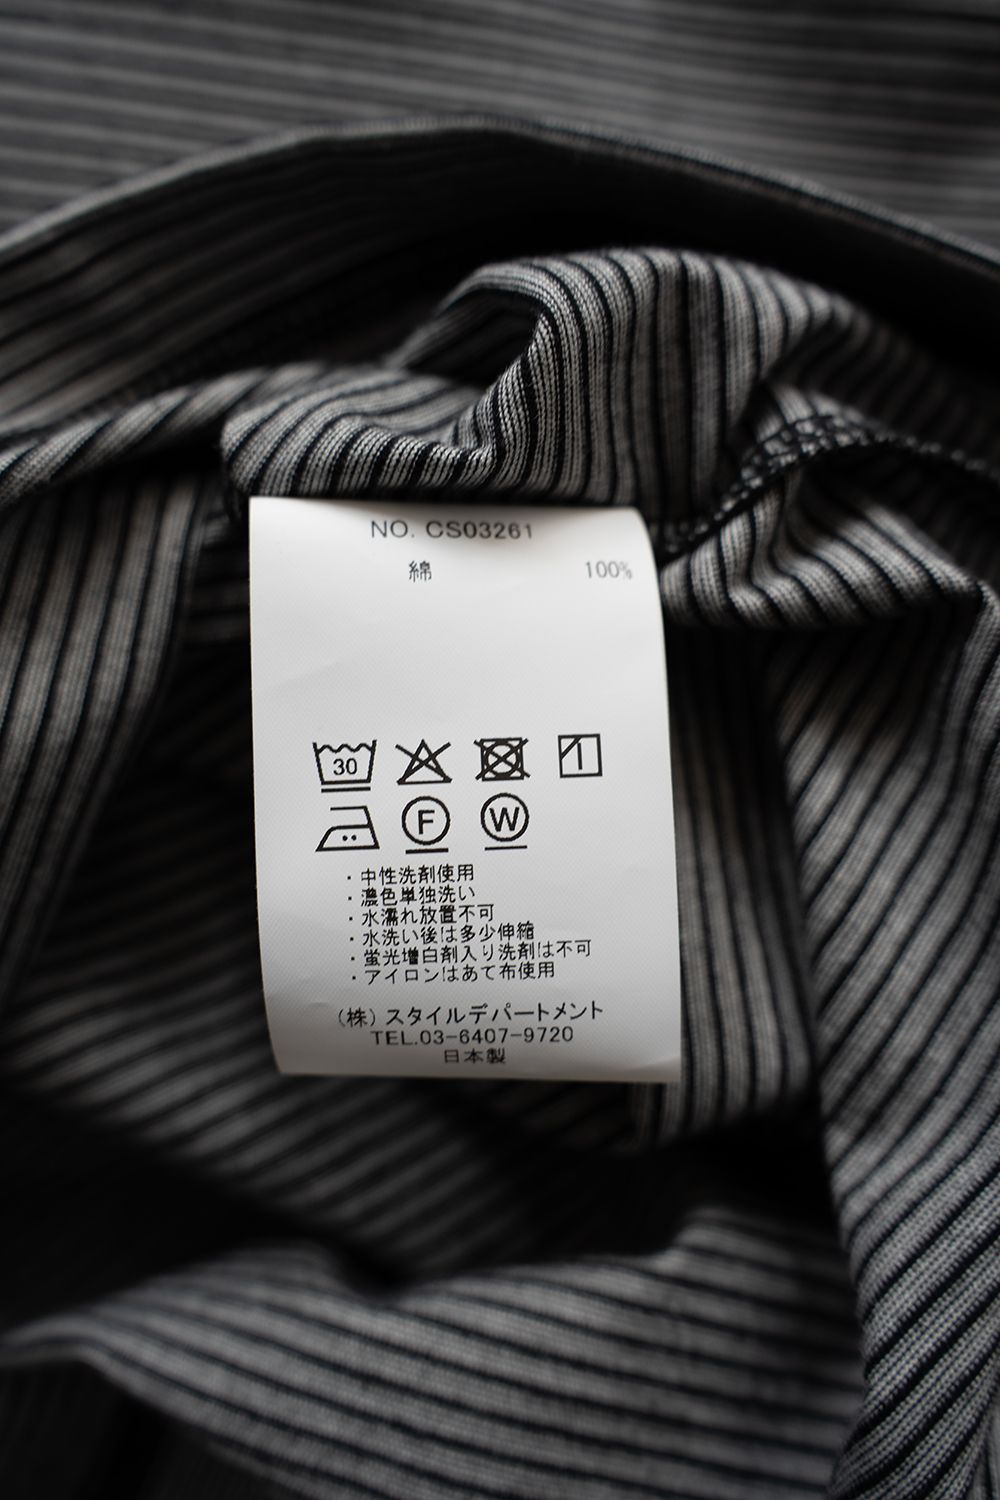 NO. CS03261
綿 100%
30
F W
・中性洗剤使用
・濃色単独洗い
・水濡れ放置不可
・水洗い後は多少伸縮
・蛍光増白剤入り洗剤は不可
・アイロンはあて布使用
(株)スタイルデパートメント
TEL.03-6407-9720
日本製